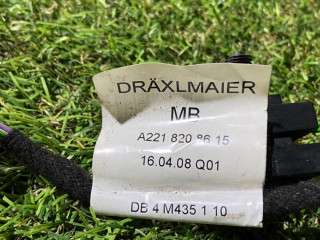 DRÄXLMAIER
MB
A221 820 86 15
16.04.08 Q01
DB 4 M435 1 10